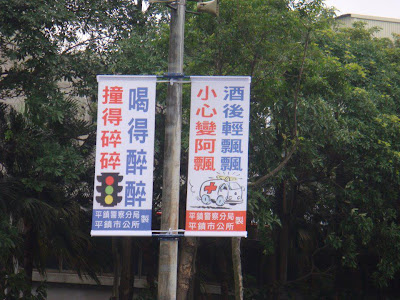 喝得醉醉
撞得碎碎
平鎮警察分局
平鎮市公所
製
酒後輕飄飄
小心變阿飄
平鎮警察分局
平鎮市公所
製